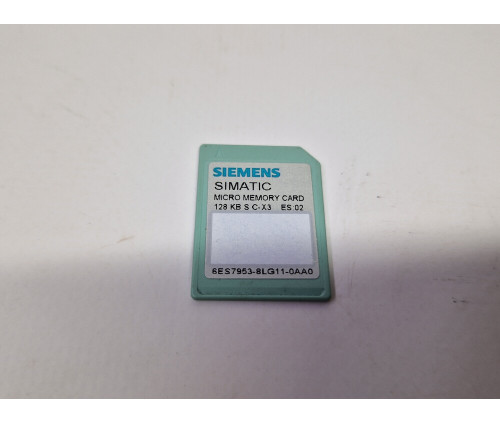 SIEMENS
SIMATIC
MICRO MEMORY CARD
128 KB S C-X3 ES:02
6ES7953-8LG11-0AA0